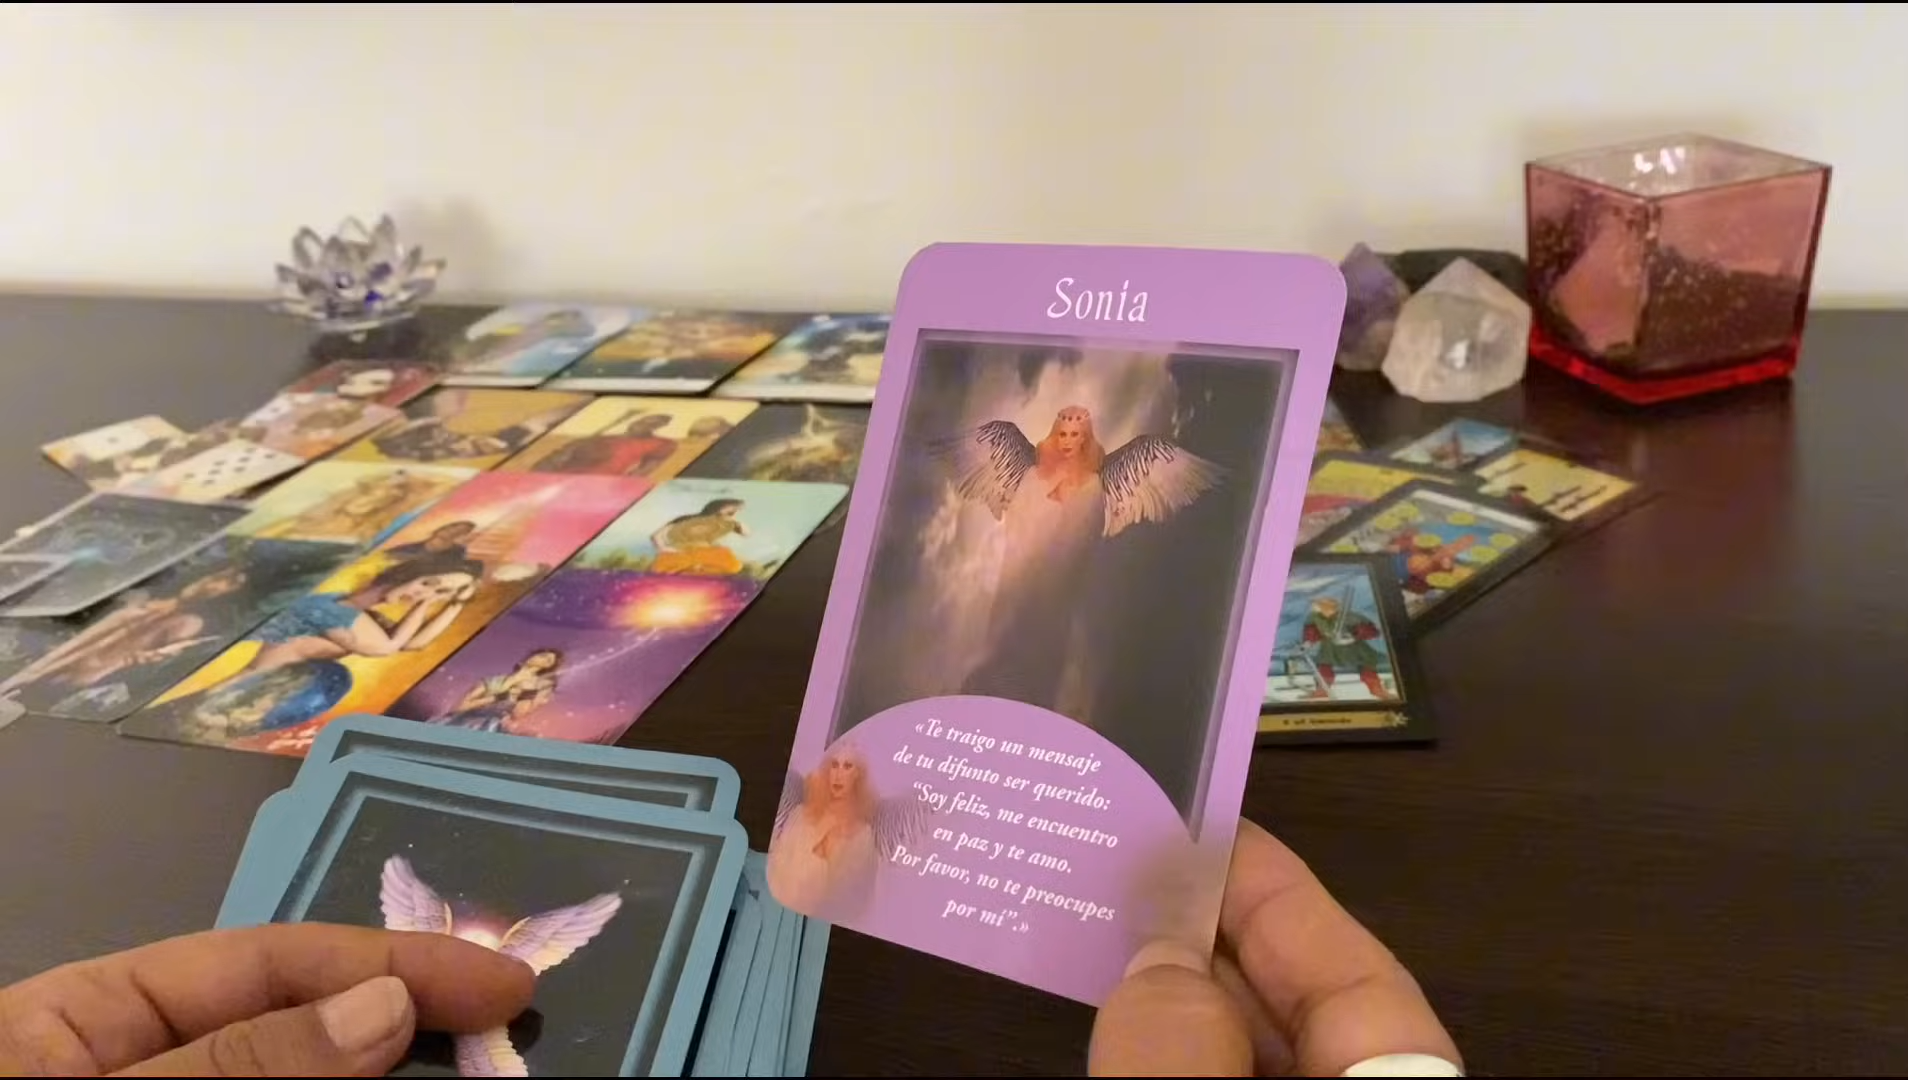 Sonia
«Te traigo un mensaje
de tu difunto ser querido:
“Soy feliz, me encuentro
en paz y te amo.
Por favor, no te preocupes
por mí”.»